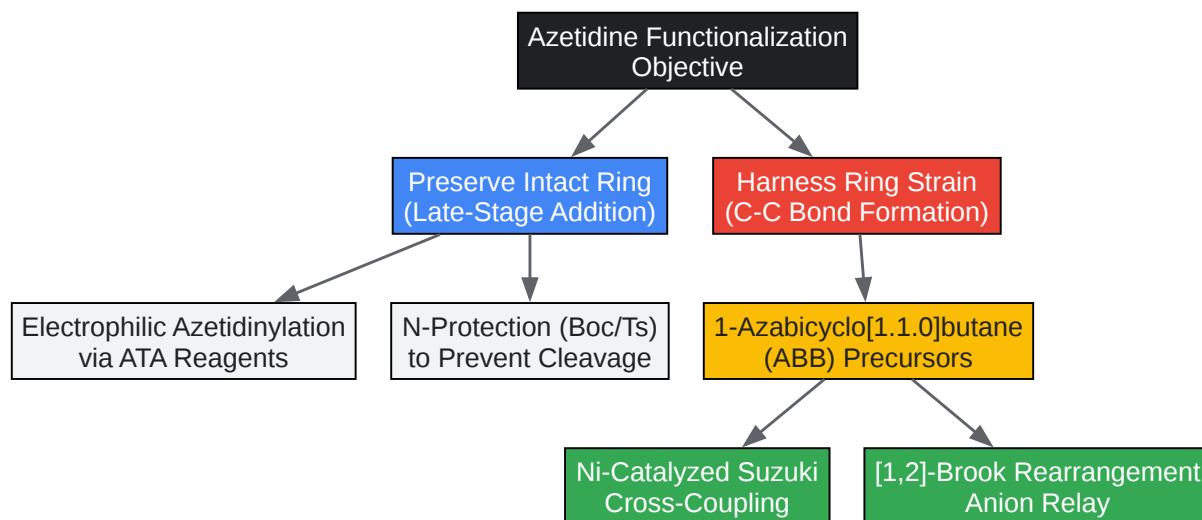 Azetidine Functionalization
Objective
Preserve Intact Ring
(Late-Stage Addition)
Harness Ring Strain
(C-C Bond Formation)
Electrophilic Azetidinylation
via ATA Reagents
N-Protection (Boc/Ts)
to Prevent Cleavage
1-Azabicyclo[1.1.0]butane
(ABB) Precursors
Ni-Catalyzed Suzuki
Cross-Coupling
[1,2]-Brook Rearrangement
Anion Relay